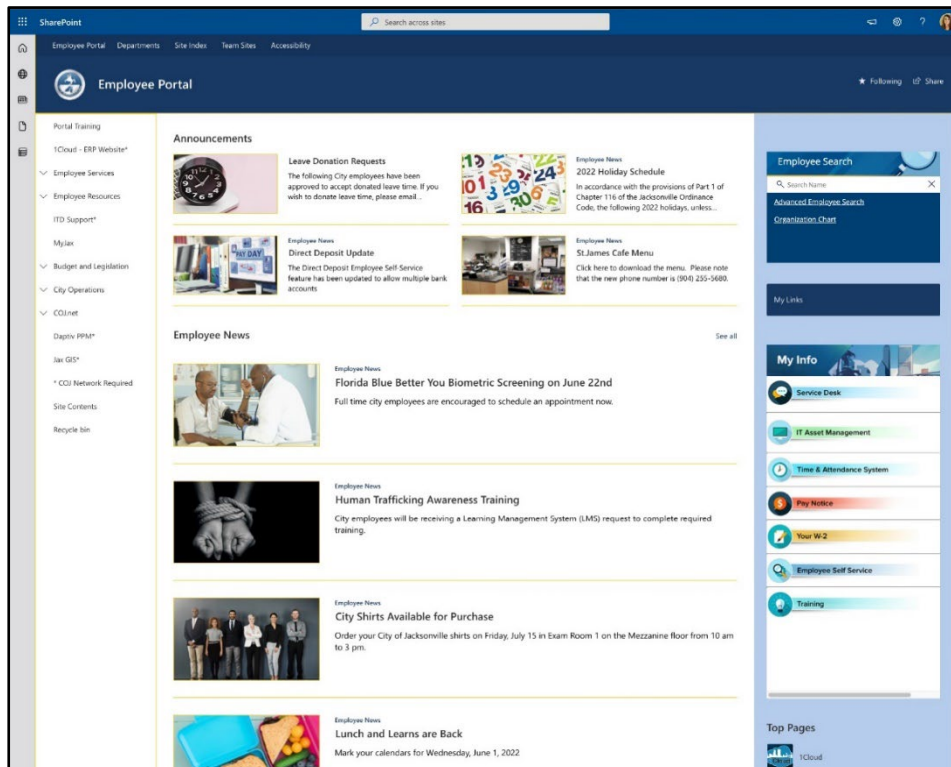 SharePoint
Search across sites
Employee Portal Departments Site Index Team Sites Accessibility
Employee Portal
Following Share
Portal Training
1Cloud - ERP Website*
Employee Services
Employee Resources
ITD Support*
MyJax
Budget and Legislation
City Operations
COJ.net
Daptiv PPM*
Jax GIS*
* COJ Network Required
Site Contents
Recycle bin
Announcements
Leave Donation Requests
The following City employees have been
approved to accept donated leave time. If you
wish to donate leave time, please email...
Employee News
2022 Holiday Schedule
In accordance with the provisions of Part 1 of
Chapter 116 of the Jacksonville Ordinance
Code, the following 2022 holidays, unless...
PAY DAY
Employee News
Direct Deposit Update
The Direct Deposit Employee Self-Service
feature has been updated to allow multiple bank
accounts
Employee News
St.James Cafe Menu
Click here to download the menu. Please note
that the new phone number is (904) 255-5680.
Employee News
See all
Employee News
Florida Blue Better You Biometric Screening on June 22nd
Full time city employees are encouraged to schedule an appointment now.
Employee News
Human Trafficking Awareness Training
City employees will be receiving a Learning Management System (LMS) request to complete required
training.
Employee News
City Shirts Available for Purchase
Order your City of Jacksonville shirts on Friday, July 15 in Exam Room 1 on the Mezzanine floor from 10 am
to 3 pm.
Employee News
Lunch and Learns are Back
Mark your calendars for Wednesday, June 1, 2022
Employee Search
Search Name
Advanced Employee Search
Organization Chart
My Links
My Info
Service Desk
IT Asset Management
Time & Attendance System
Pay Notice
Your W-2
Employee Self Service
Training
Top Pages
1Cloud